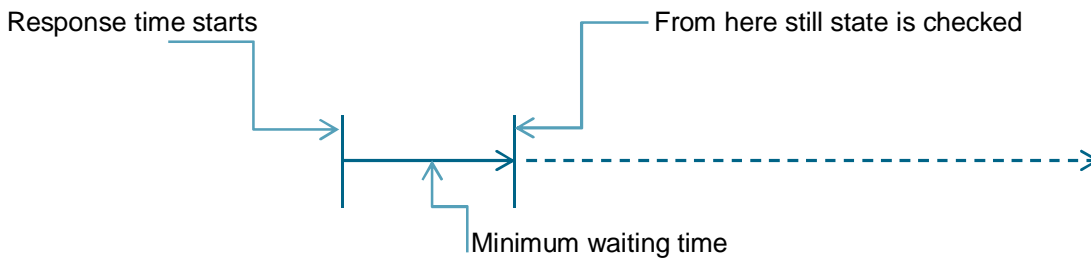 Response time starts
From here still state is checked
Minimum waiting time